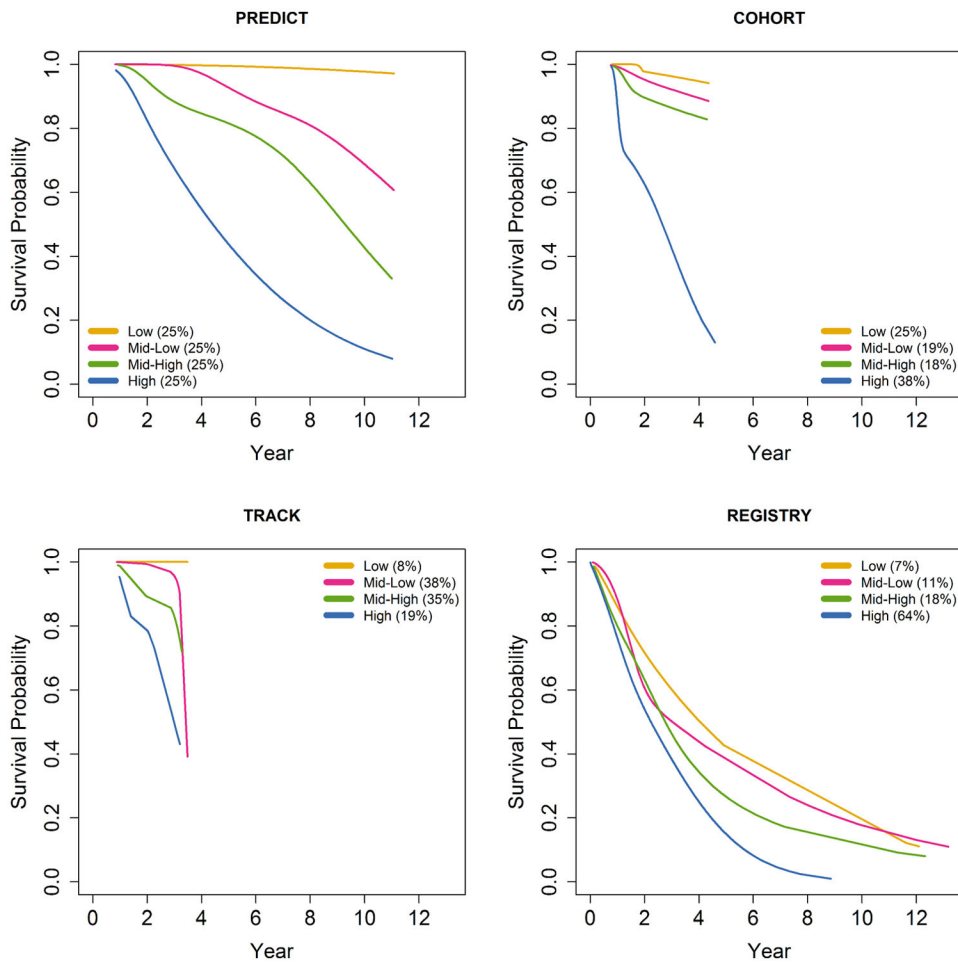 PREDICT
Survival Probability
1.0
0.8
0.6
0.4
0.2
0.0
Low (25%)
Mid-Low (25%)
Mid-High (25%)
High (25%)
0 2 4 6 8 10 12
Year
COHORT
Survival Probability
1.0
0.8
0.6
0.4
0.2
0.0
Low (25%)
Mid-Low (19%)
Mid-High (18%)
High (38%)
0 2 4 6 8 10 12
Year
TRACK
Survival Probability
1.0
0.8
0.6
0.4
0.2
0.0
Low (8%)
Mid-Low (38%)
Mid-High (35%)
High (19%)
0 2 4 6 8 10 12
Year
REGISTRY
Survival Probability
1.0
0.8
0.6
0.4
0.2
0.0
Low (7%)
Mid-Low (11%)
Mid-High (18%)
High (64%)
0 2 4 6 8 10 12
Year